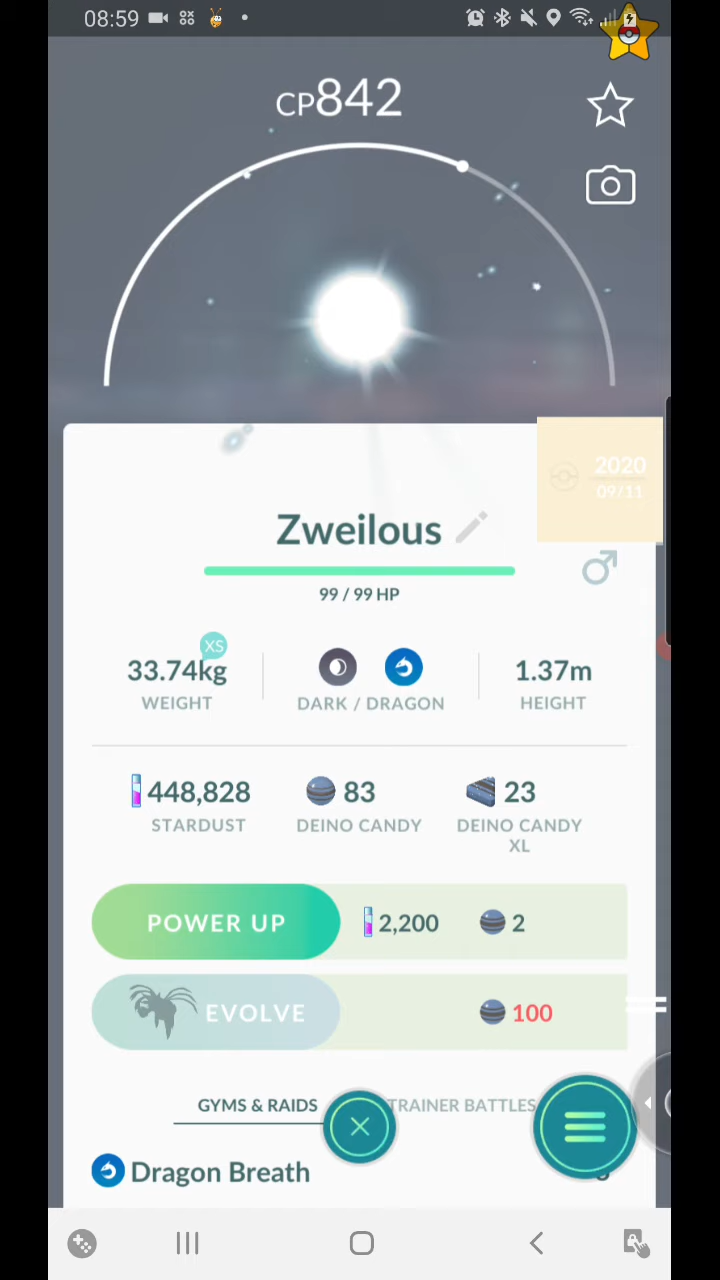 08:59
CP842
2020
09/11
Zweilous
99 / 99 HP
XS
33.74kg
WEIGHT
DARK / DRAGON
1.37m
HEIGHT
448,828
STARDUST
83
DEINO CANDY
23
DEINO CANDY
XL
POWER UP
2,200
2
EVOLVE
100
GYMS & RAIDS
TRAINER BATTLES
Dragon Breath